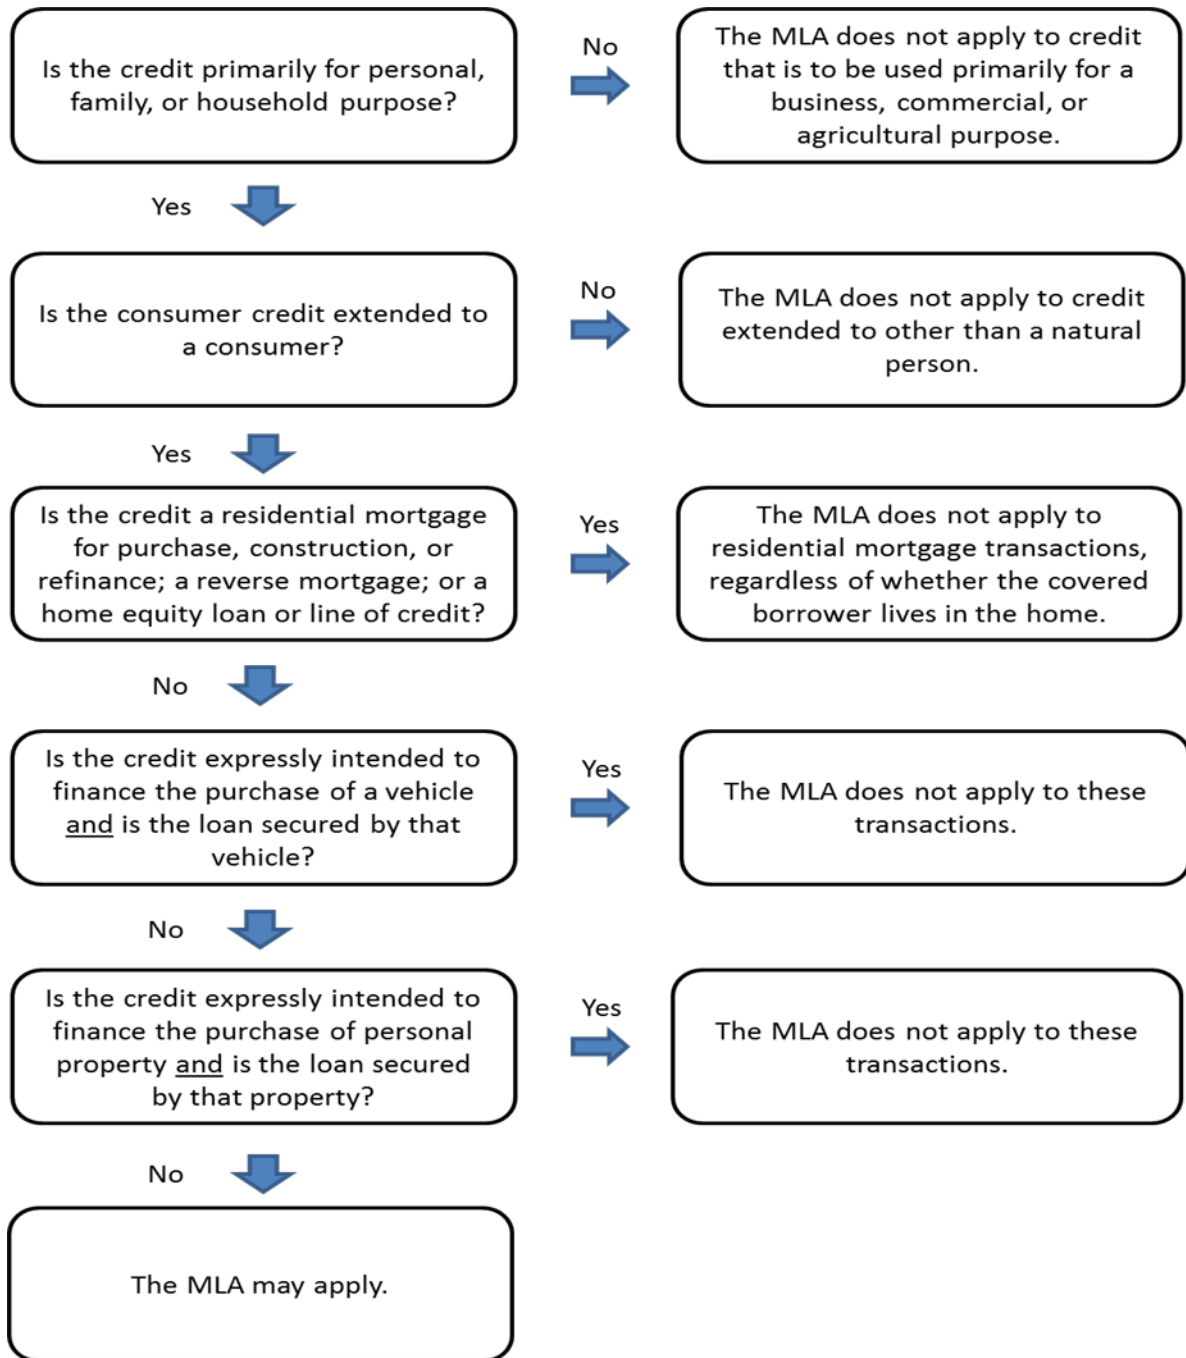 Is the credit primarily for personal,
family, or household purpose?
No
The MLA does not apply to credit
that is to be used primarily for a
business, commercial, or
agricultural purpose.
Yes
Is the consumer credit extended to
a consumer?
No
The MLA does not apply to credit
extended to other than a natural
person.
Yes
Is the credit a residential mortgage
for purchase, construction, or
refinance; a reverse mortgage; or a
home equity loan or line of credit?
Yes
The MLA does not apply to
residential mortgage transactions,
regardless of whether the covered
borrower lives in the home.
No
Is the credit expressly intended to
finance the purchase of a vehicle
and is the loan secured by that
vehicle?
Yes
The MLA does not apply to these
transactions.
No
Is the credit expressly intended to
finance the purchase of personal
property and is the loan secured
by that property?
Yes
The MLA does not apply to these
transactions.
No
The MLA may apply.